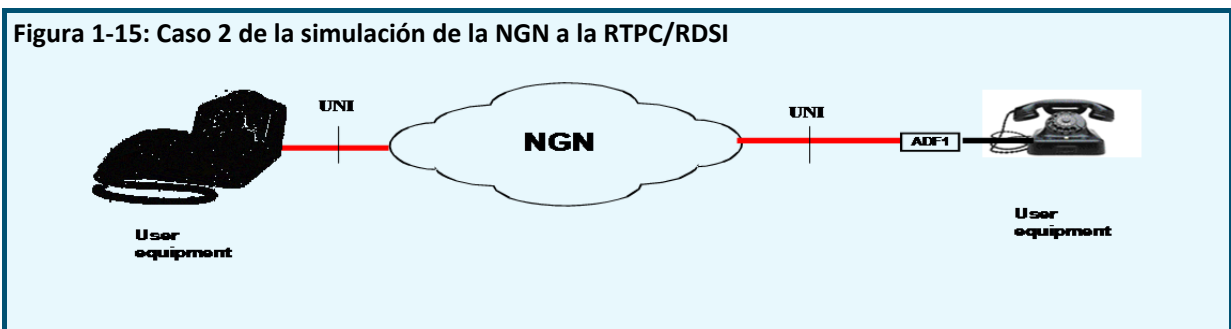 Figura 1-15: Caso 2 de la simulación de la NGN a la RTPC/RDSI
UNI
NGN
UNI
ADF1
User
equipment
User
equipment